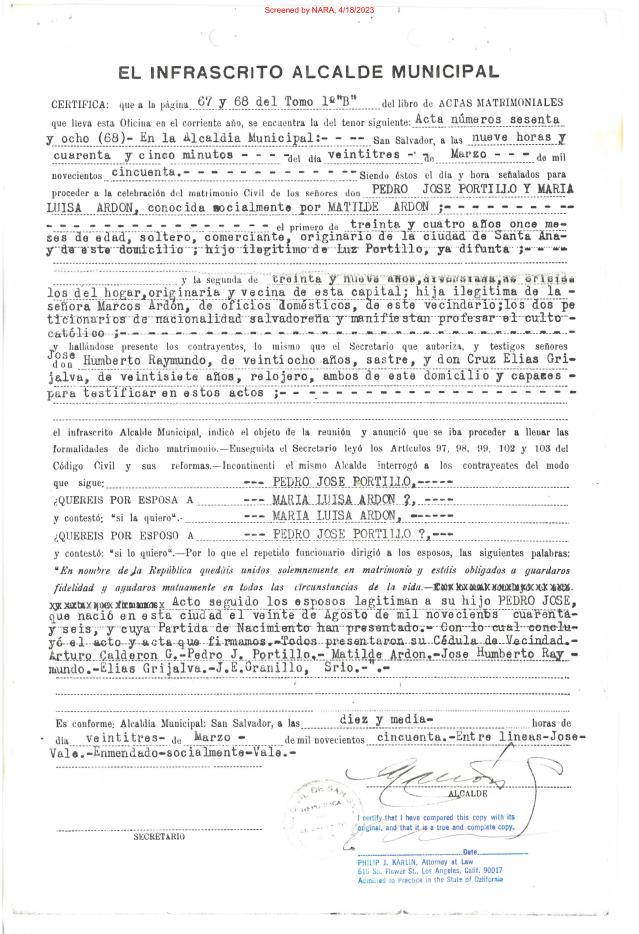 Screened by NARA, 4/18/2023
EL INFRASCRITO ALCALDE MUNICIPAL
CERTIFICA: que a la página 67 y 68 del Tomo 1º"B" del libro de ACTAS MATRIMONIALES
que lleva esta Oficina en el corriente año, se encuentra la del tenor siguiente: Acta números sesenta
y ocho (68)- En la Alcaldia Municipal:- - - - San Salvador, a las nueve horas y
cuarenta y cinco minutos - - - del día veintitres - - de Marzo - - - de mil
novecientos cincuenta.- - - - - - - - - - - - Siendo éstos el día y hora señalados para
proceder a la celebración del matrimonio Civil de los señores don PEDRO JOSE PORTILLO Y MARIA
LUISA ARDON, conocida socialmente por MATILDE ARDON ;- - - - - - - - -
- - - - - - - - - - - - - - - el primero de treinta y cuatro años once me-
ses de edad, soltero, comerciante, originario de la ciudad de Santa Ana-
y de este domicilio ; hijo ilegitimo de Luz Portillo, ya difunta ;- - --
y la segunda de treinta y nueve años, de oficios
los del hogar, originaria y vecina de esta capital; hija ilegitima de la -
señora Marcos Ardón, de oficios domésticos, de este vecindario; los dos pe
ticionarios de nacionalidad salvadoreña y manifiestan profesar el culto-
católico ;- - - - - - - - - - - - - - - - - - - - - - - - - - -
y hallándose presente los contrayentes, lo mismo que el Secretario que autoriza, y testigos señores
Jose
don Humberto Raymundo, de veintiocho años, sastre, y don Cruz Elias Gri-
jalva, de veintisiete años, relojero, ambos de este domicilio y capazes -
para testificar en estos actos ;- - - - - - - - - - - - - - - - -
el infrascrito Alcalde Municipal, indicó el objeto de la reunión y anunció que se iba proceder a llenar las
formalidades de dicho matrimonio.-Enseguida el Secretario leyó los Artículos 97, 98, 99, 102 y 103 del
Código Civil y sus reformas.-Incontinenti el mismo Alcalde interrogó a los contrayentes del modo
que sigue: --- PEDRO JOSE PORTILLO,-----
¿QUEREIS POR ESPOSA A --- MARIA LUISA ARDON ?, ----
y contestó: "si la quiero".- --- MARIA LUISA ARDON, ------
¿QUEREIS POR ESPOSO A --- PEDRO JOSE PORTILLO ?,---
y contestó: "si lo quiero".—Por lo que el repetido funcionario dirigió a los esposos, las siguientes palabras:
"En nombre de la República quedáis unidos solemnemente en matrimonio y estáis obligados a guardaros
fidelidad y ayudaros mutuamente en todas las circunstancias de la vida.—
Acto seguido los esposos legitiman a su hijo PEDRO JOSE,
que nació en esta ciudad el veinte de Agosto de mil novecientos cuarenta-
y seis, y cuya Partida de Nacimiento han presentado.- Con lo cual conclu-
yó el acto y acta que firmamos.-Todos presentaron su Cédula de Vecindad.-
Arturo Calderon G.-Pedro J. Portillo.- Matilde Ardon.-Jose Humberto Ray -
mundo.-Elias Grijalva.-J.E.Granillo, Srio.-".-
Es conforme: Alcaldia Municipal: San Salvador, a las diez y media- horas de
día veintitres- de Marzo - de mil novecientos cincuenta.-Entre lineas-Jose-
Vale.-Enmendado-socialmente-Vale.-
ALCALDE
I certify that I have compared this copy with its
original, and that it is a true and complete copy.
SECRETARIO
Date
PHILIP J. KARLIN, Attorney at Law
615 So. Flower St., Los Angeles, Calif. 90017
Admitted to Practice in the State of California